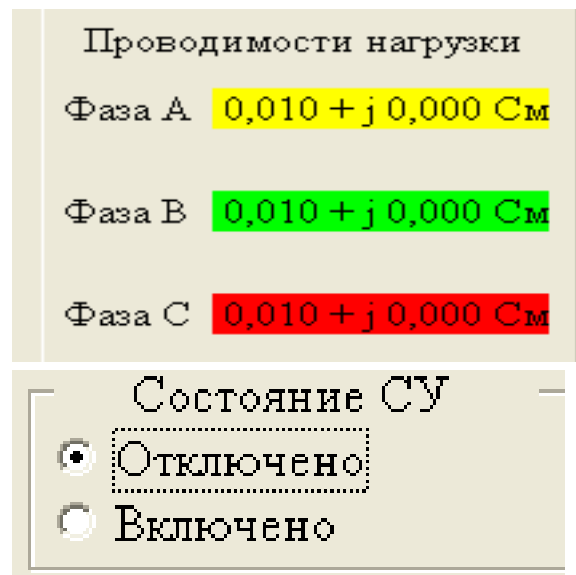 Проводимости нагрузки
Фаза А 0,010 + j 0,000 См
Фаза В 0,010 + j 0,000 См
Фаза С 0,010 + j 0,000 См
Состояние СУ
Отключено
Включено